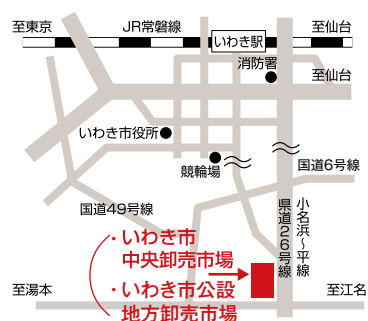 至東京
JR常磐線
いわき駅
至仙台
消防署
至仙台
いわき市役所
競輪場
国道6号線
国道49号線
小名浜〜平線
県道26号線
・いわき市
中央卸売市場
・いわき市公設
地方卸売市場
至湯本
至江名